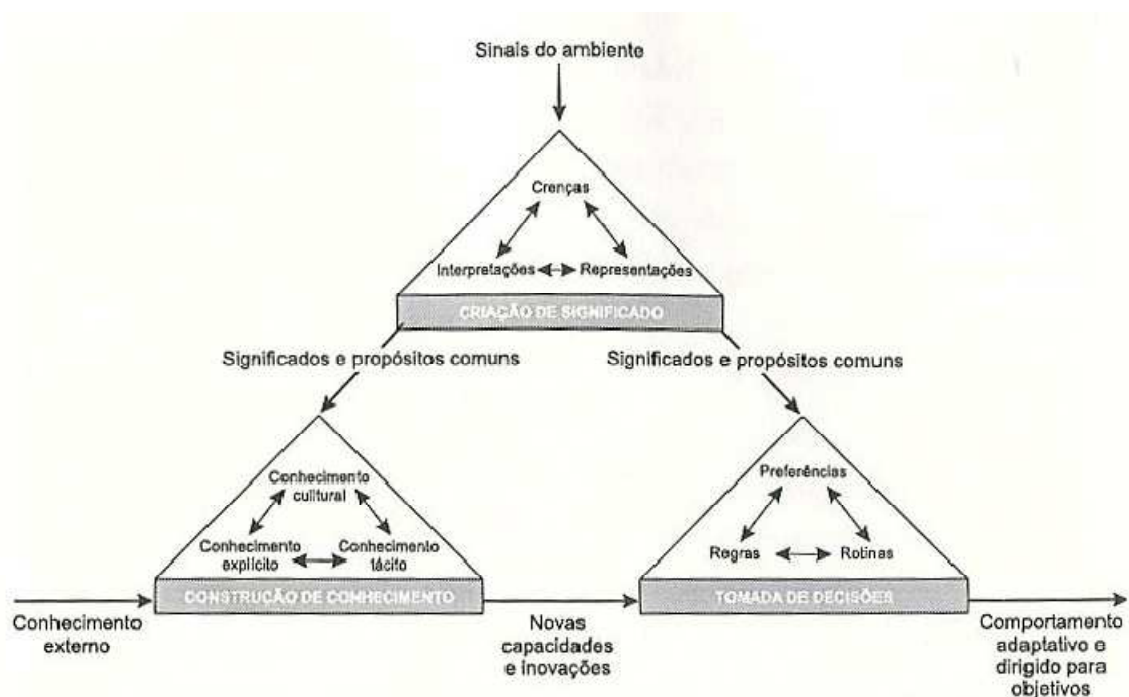 Sinais do ambiente
Crenças
Interpretações
Representações
CRIAÇÃO DE SIGNIFICADO
Significados e propósitos comuns
Significados e propósitos comuns
Conhecimento
cultural
Conhecimento
explícito
Conhecimento
tácito
CONSTRUÇÃO DE CONHECIMENTO
Preferências
Regras
Rotinas
TOMADA DE DECISÕES
Conhecimento
externo
Novas
capacidades
e inovações
Comportamento
adaptativo e
dirigido para
objetivos